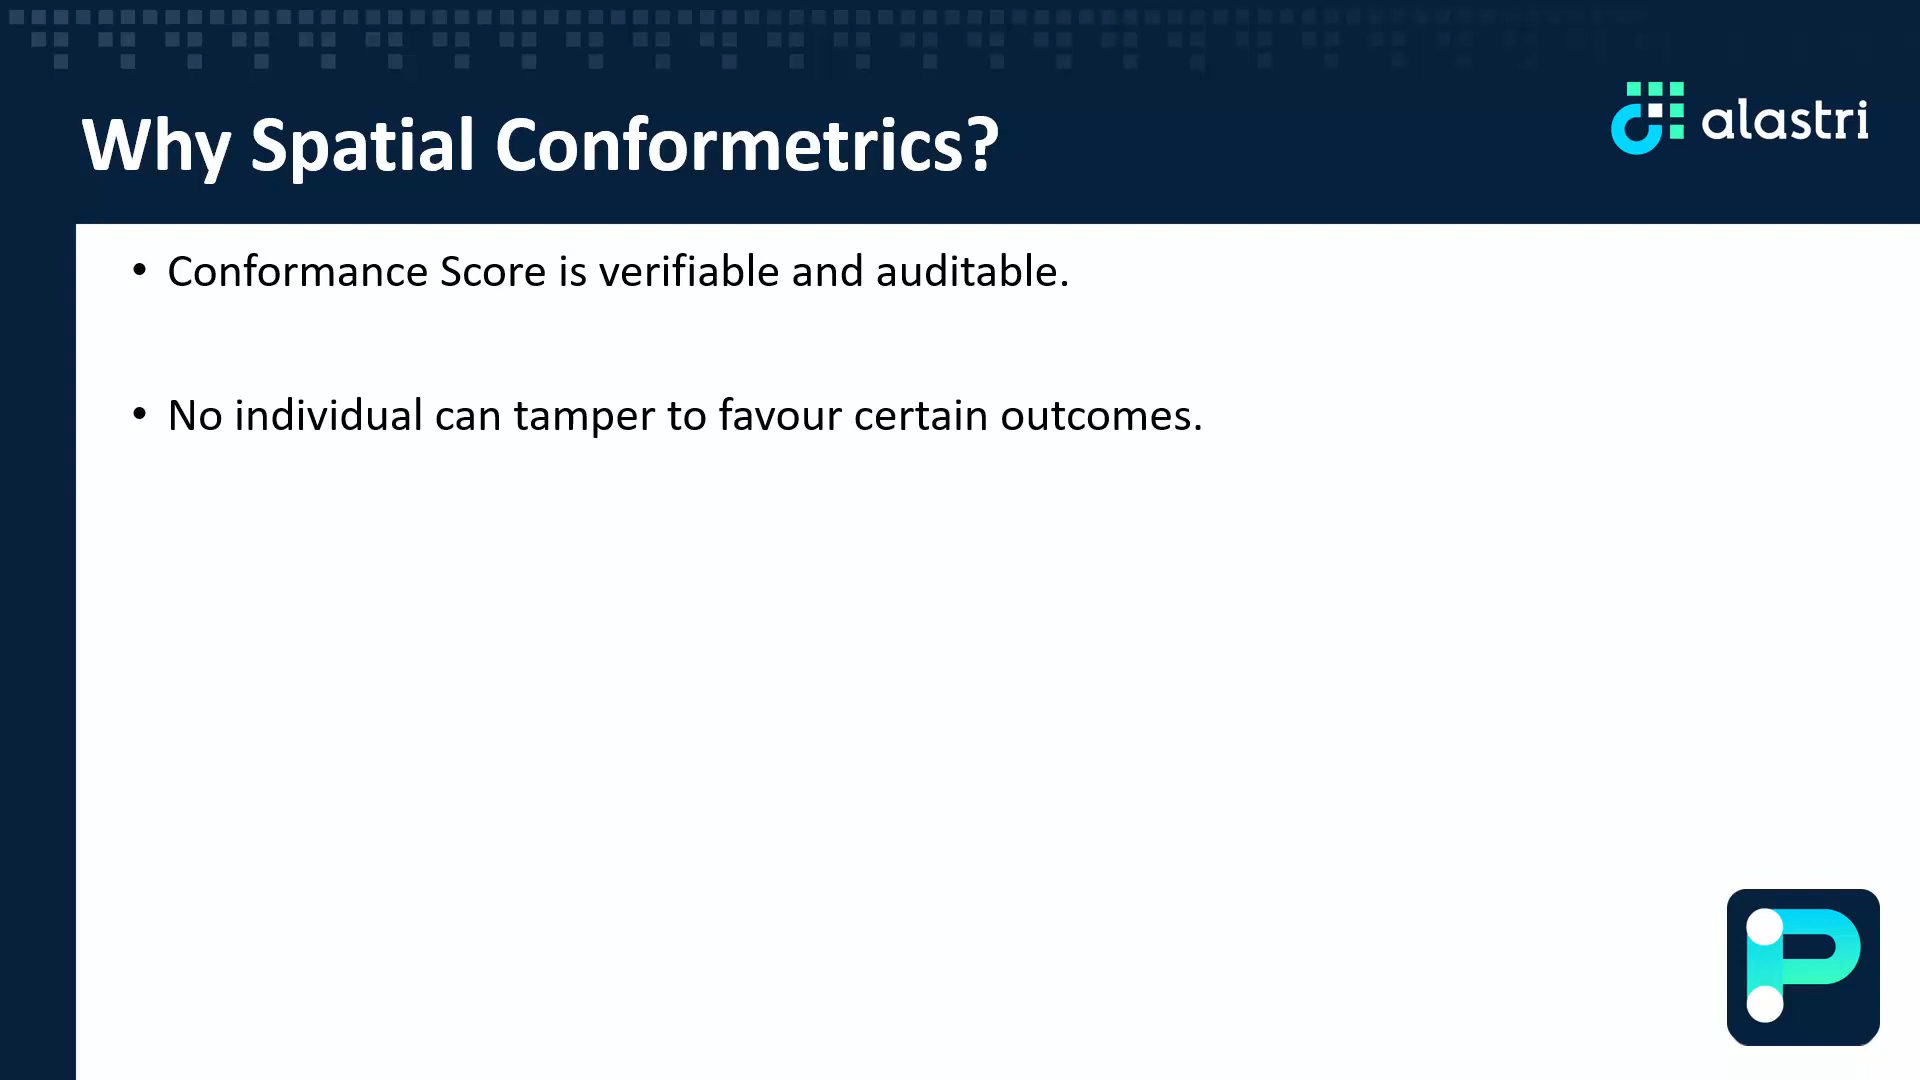 Why Spatial Conformetrics?
alastri
• Conformance Score is verifiable and auditable.
• No individual can tamper to favour certain outcomes.
P